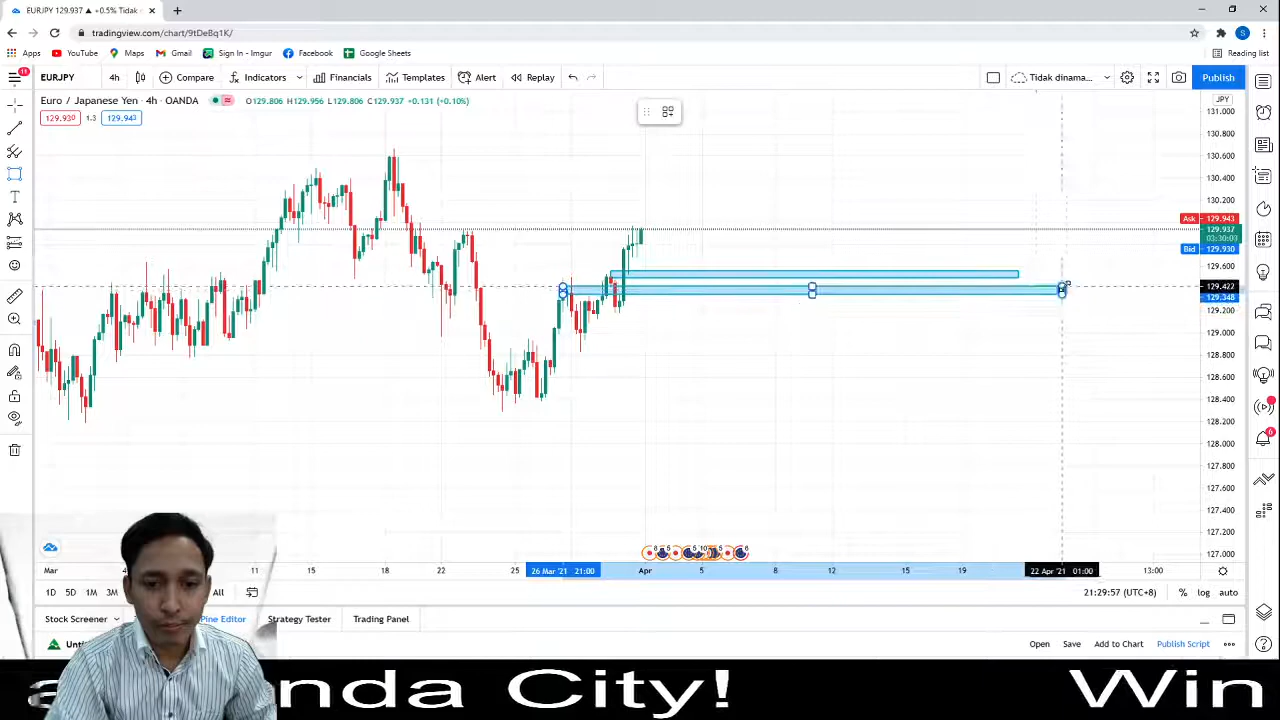 EURJPY 129.937 ▲ +0.5% Tidak
tradingview.com/chart/9tDeBq1K/
Apps YouTube Maps Gmail Sign In - Imgur Facebook Google Sheets Reading list
11
EURJPY 4h Compare Indicators Financials Templates Alert Replay Tidak dinama... Publish
Euro / Japanese Yen · 4h · OANDA O129.806 H129.956 L129.806 C129.937 +0.131 (+0.10%)
129.930 1.3 129.943
JPY
131.000
130.800
130.600
130.400
130.200
Ask 129.943
129.937
03:30:03
Bid 129.930
129.600
129.422
129.348
129.200
129.000
128.800
128.600
128.400
128.200
128.000
127.800
127.600
127.400
127.200
127.000
Mar 11 15 18 22 25 26 Mar '21 21:00 Apr 5 8 12 15 19 22 Apr '21 01:00 13:00
1D 5D 1M 3M All 21:29:57 (UTC+8) % log auto
Stock Screener Pine Editor Strategy Tester Trading Panel
Open Save Add to Chart Publish Script
nda City! Win